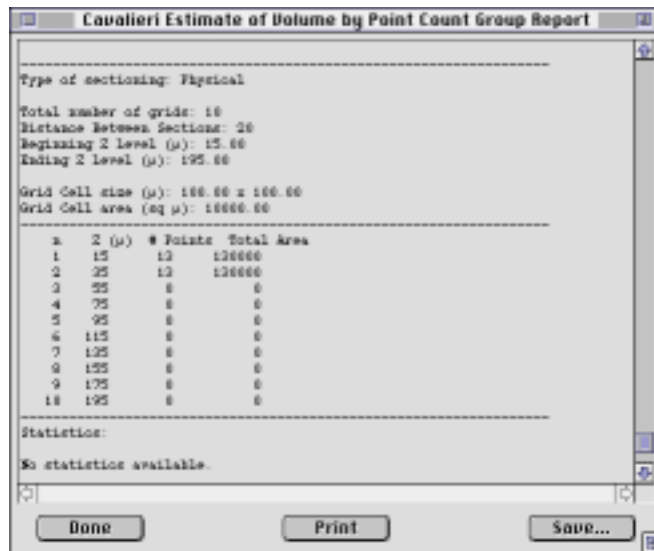 Cavalieri Estimate of Volume by Point Count Group Report
Type of sectioning: Physical
Total number of grids: 10
Distance Between Sections: 20
Beginning Z level (µ): 15.00
Ending Z level (µ): 195.00
Grid Cell size (µ): 100.00 x 100.00
Grid Cell area (sq µ): 10000.00
n Z (µ) # Points Total Area
1 15 13 130000
2 35 13 130000
3 55 0 0
4 75 0 0
5 95 0 0
6 115 0 0
7 135 0 0
8 155 0 0
9 175 0 0
10 195 0 0
Statistics:
No statistics available.
Done Print Save...